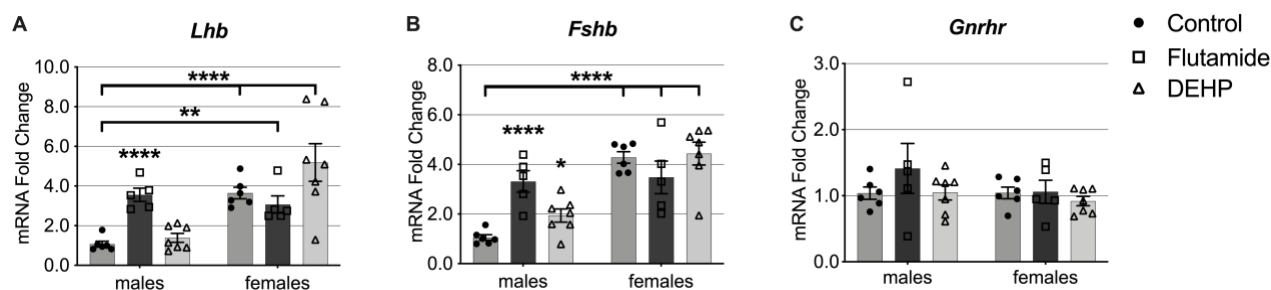 A
Lhb
mRNA Fold Change
10.0
8.0
6.0
4.0
2.0
0.0
****
**
****
males
females
B
Fshb
mRNA Fold Change
8.0
6.0
4.0
2.0
0.0
****
****
*
males
females
C
Gnrhr
mRNA Fold Change
3.0
2.0
1.0
0.0
males
females
Control
Flutamide
DEHP